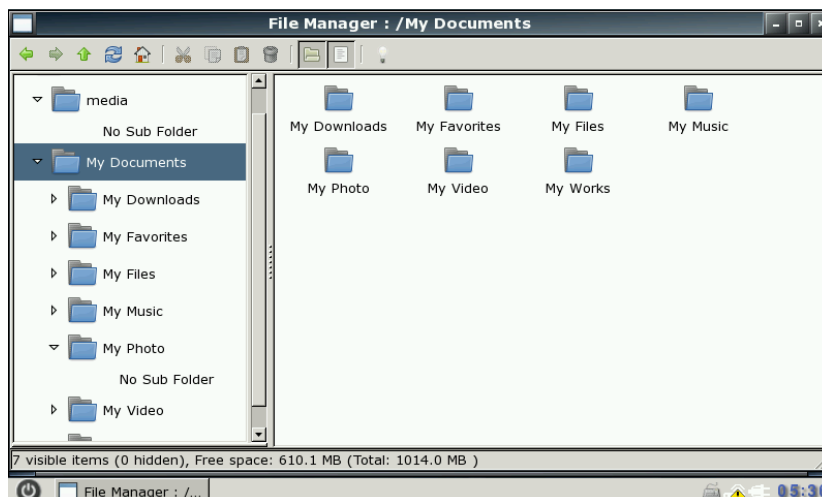 File Manager : /My Documents
media
No Sub Folder
My Documents
My Downloads
My Favorites
My Files
My Music
My Photo
No Sub Folder
My Video
My Downloads My Favorites My Files My Music
My Photo My Video My Works
7 visible items (0 hidden), Free space: 610.1 MB (Total: 1014.0 MB )
File Manager : /...